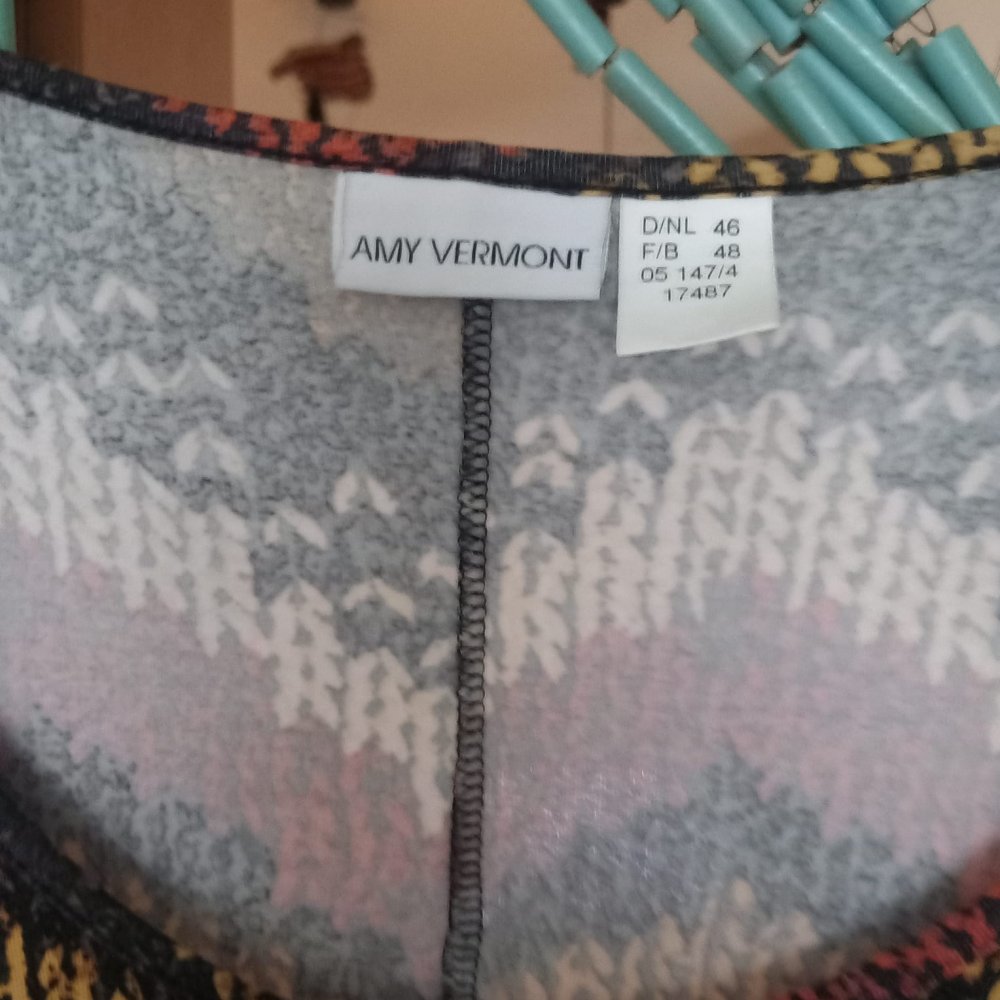 AMY VERMONT
D/NL 46
F/B 48
05 147/4
17487